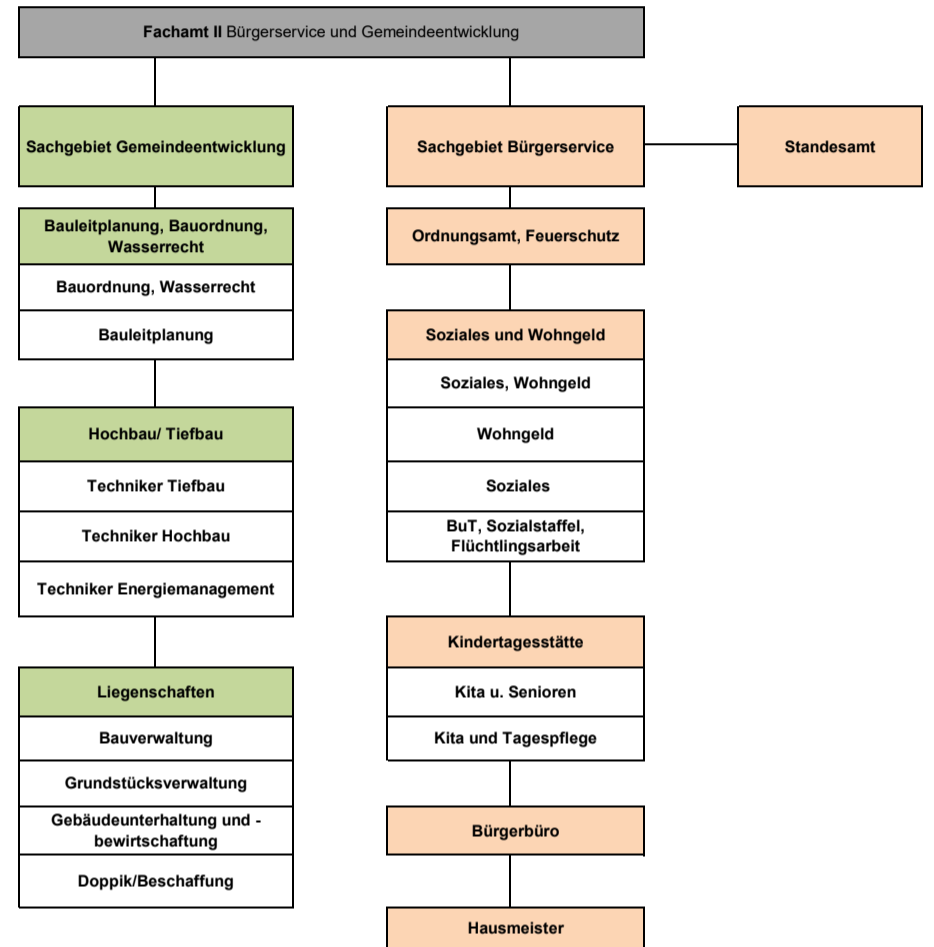 Fachamt II Bürgerservice und Gemeindeentwicklung
Sachgebiet Gemeindeentwicklung
Bauleitplanung, Bauordnung,
Wasserrecht
Bauordnung, Wasserrecht
Bauleitplanung
Hochbau/ Tiefbau
Techniker Tiefbau
Techniker Hochbau
Techniker Energiemanagement
Liegenschaften
Bauverwaltung
Grundstücksverwaltung
Gebäudeunterhaltung und -
bewirtschaftung
Doppik/Beschaffung
Sachgebiet Bürgerservice
Standesamt
Ordnungsamt, Feuerschutz
Soziales und Wohngeld
Soziales, Wohngeld
Wohngeld
Soziales
BuT, Sozialstaffel,
Flüchtlingsarbeit
Kindertagesstätte
Kita u. Senioren
Kita und Tagespflege
Bürgerbüro
Hausmeister